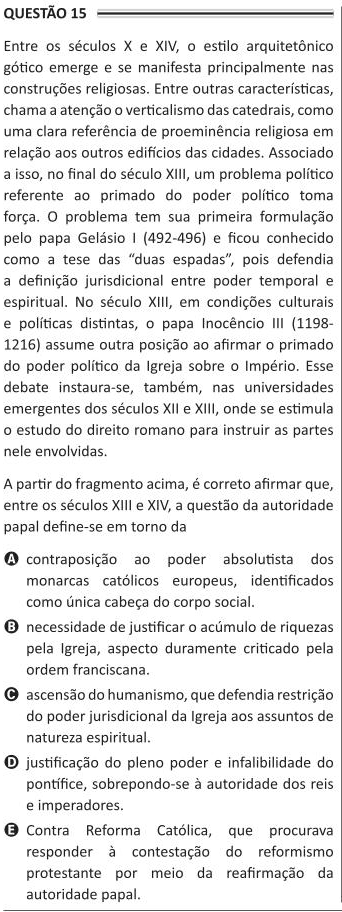 QUESTÃO 15
Entre os séculos X e XIV, o estilo arquitetônico
gótico emerge e se manifesta principalmente nas
construções religiosas. Entre outras características,
chama a atenção o verticalismo das catedrais, como
uma clara referência de proeminência religiosa em
relação aos outros edifícios das cidades. Associado
a isso, no final do século XIII, um problema político
referente ao primado do poder político toma
força. O problema tem sua primeira formulação
pelo papa Gelásio I (492-496) e ficou conhecido
como a tese das “duas espadas”, pois defendia
a definição jurisdicional entre poder temporal e
espiritual. No século XIII, em condições culturais
e políticas distintas, o papa Inocêncio III (1198-
1216) assume outra posição ao afirmar o primado
do poder político da Igreja sobre o Império. Esse
debate instaura-se, também, nas universidades
emergentes dos séculos XII e XIII, onde se estimula
o estudo do direito romano para instruir as partes
nele envolvidas.
A partir do fragmento acima, é correto afirmar que,
entre os séculos XIII e XIV, a questão da autoridade
papal define-se em torno da
A contraposição ao poder absolutista dos
monarcas católicos europeus, identificados
como única cabeça do corpo social.
B necessidade de justificar o acúmulo de riquezas
pela Igreja, aspecto duramente criticado pela
ordem franciscana.
C ascensão do humanismo, que defendia restrição
do poder jurisdicional da Igreja aos assuntos de
natureza espiritual.
D justificação do pleno poder e infalibilidade do
pontífice, sobrepondo-se à autoridade dos reis
e imperadores.
E Contra Reforma Católica, que procurava
responder à contestação do reformismo
protestante por meio da reafirmação da
autoridade papal.